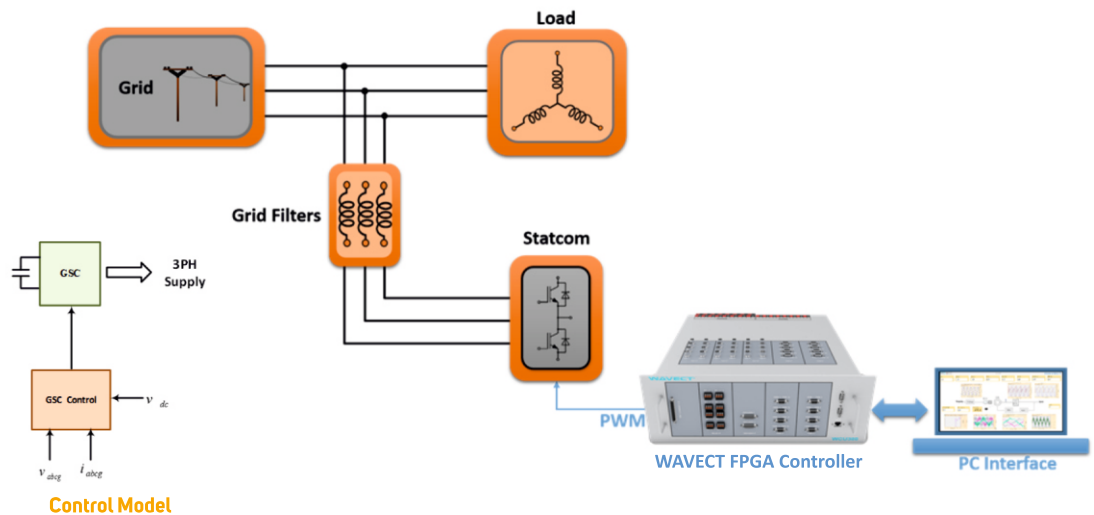 Load
Grid
Grid Filters
Statcom
GSC
3PH
Supply
GSC Control
v dc
v abcg
i abcg
Control Model
PWM
WAVECT
WAVECT FPGA Controller
PC Interface